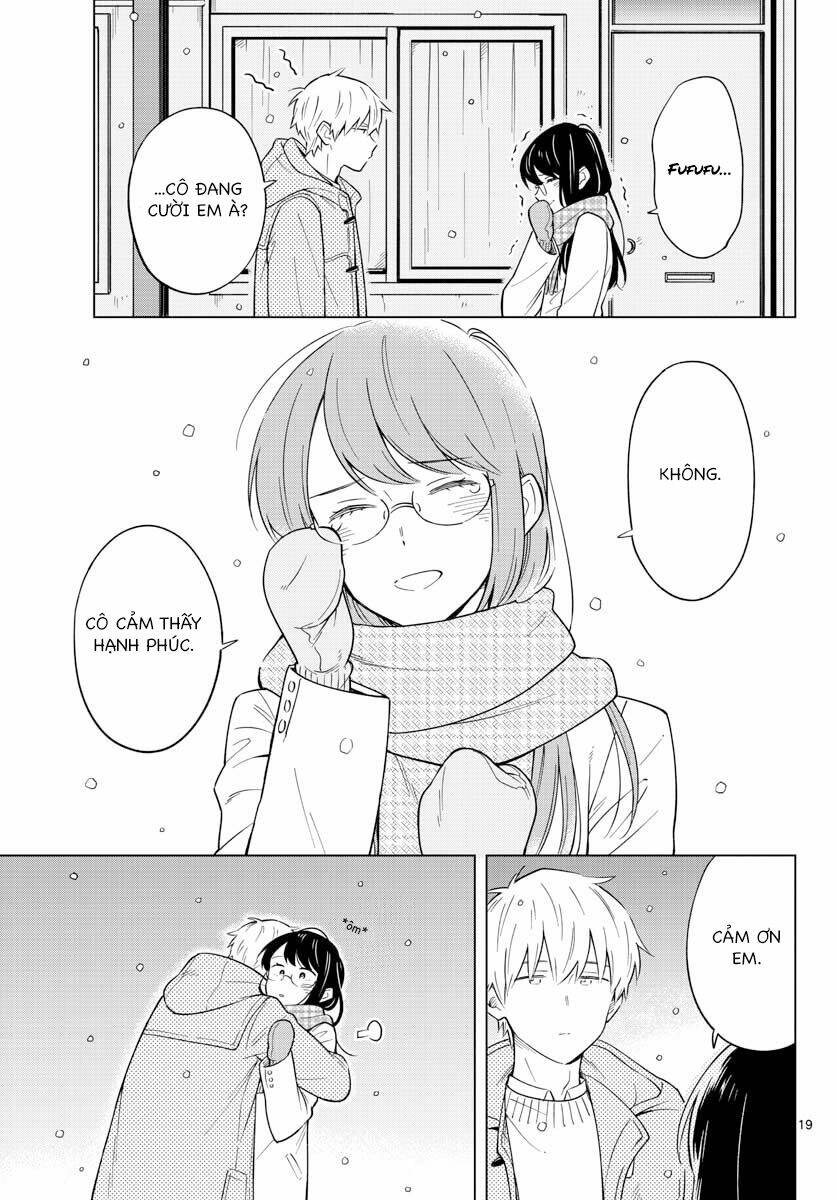 Fufufu...
...CÔ ĐANG
CƯỜI EM À?
KHÔNG.
CÔ CẢM THẤY
HẠNH PHÚC.
CẢM ƠN
EM.
*ôm*
19